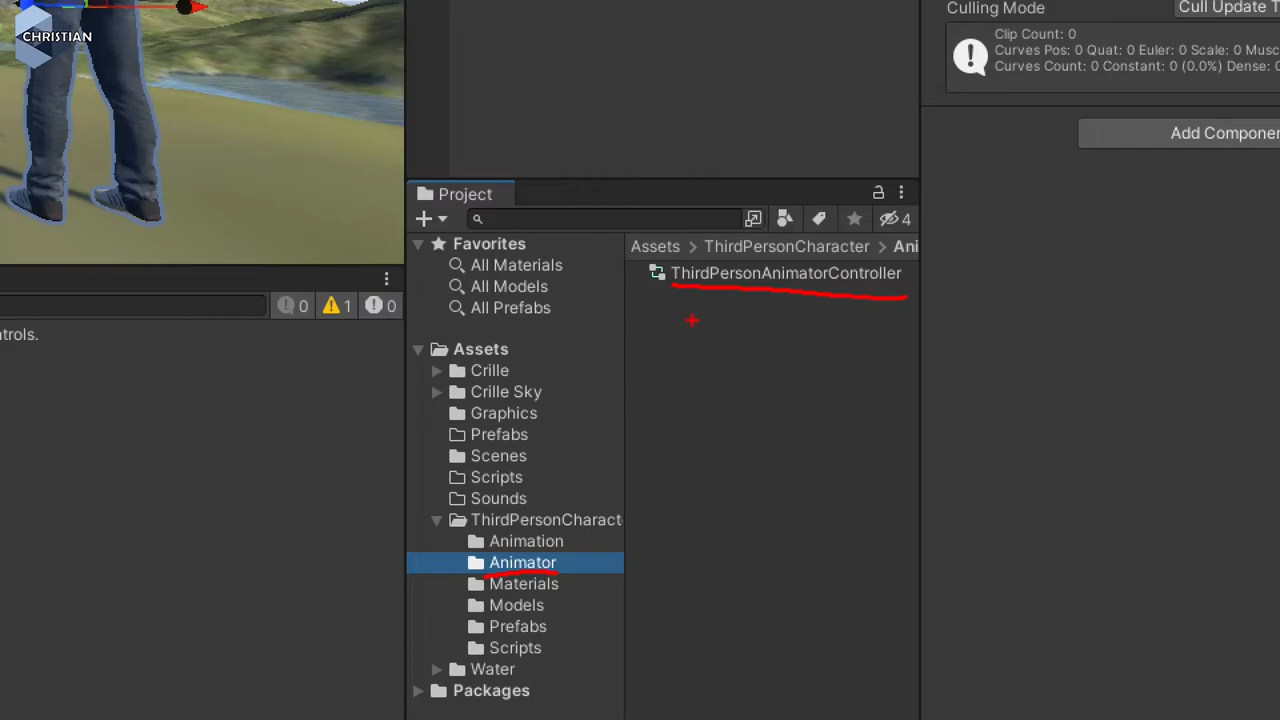 CHRISTIAN
0
1
0
trols.
Project
4
Favorites
All Materials
All Models
All Prefabs
Assets
Crille
Crille Sky
Graphics
Prefabs
Scenes
Scripts
Sounds
ThirdPersonCharact
Animation
Animator
Materials
Models
Prefabs
Scripts
Water
Packages
Assets > ThirdPersonCharacter > Ani
ThirdPersonAnimatorController
Culling Mode
Cull Update T
Clip Count: 0
Curves Pos: 0 Quat: 0 Euler: 0 Scale: 0 Musc
Curves Count: 0 Constant: 0 (0.0%) Dense: 0
Add Compone